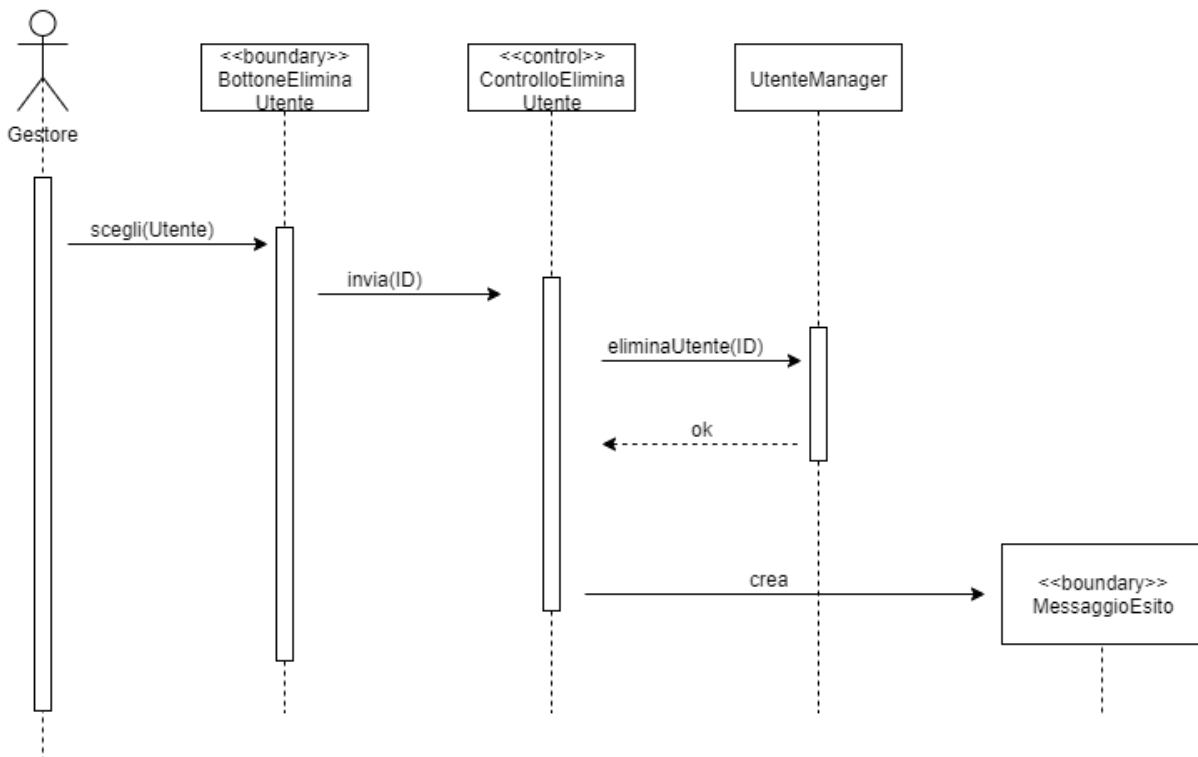 <<boundary>>
BottoneElimina
Utente
<<control>>
ControlloElimina
Utente
UtenteManager
Gestore
scegli(Utente)
invia(ID)
eliminaUtente(ID)
ok
crea
<<boundary>>
MessaggioEsito